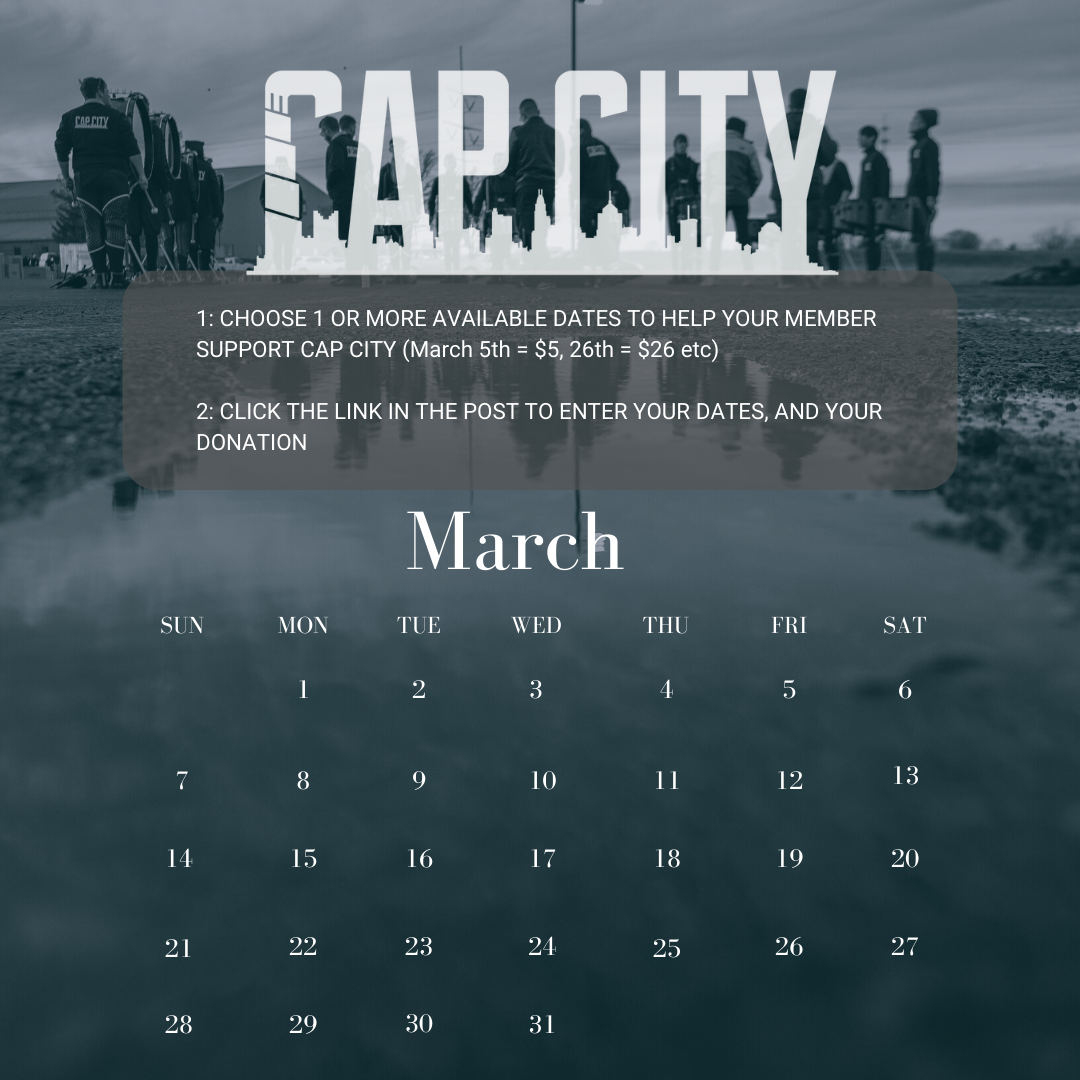 CAP CITY
CAP CITY
1: CHOOSE 1 OR MORE AVAILABLE DATES TO HELP YOUR MEMBER
SUPPORT CAP CITY (March 5th = $5, 26th = $26 etc)
2: CLICK THE LINK IN THE POST TO ENTER YOUR DATES, AND YOUR
DONATION
March
SUN MON TUE WED THU FRI SAT
1 2 3 4 5 6
7 8 9 10 11 12 13
14 15 16 17 18 19 20
21 22 23 24 25 26 27
28 29 30 31